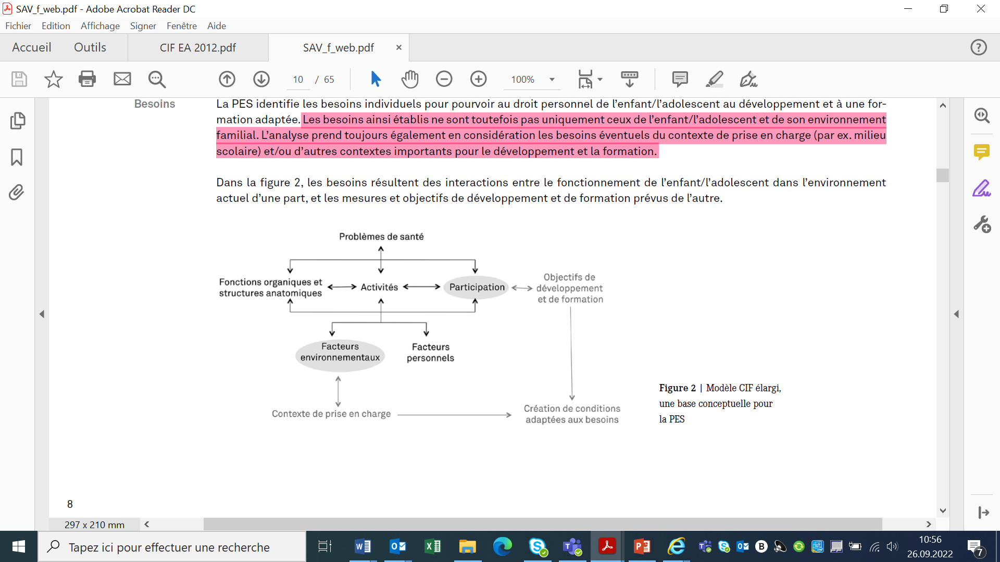 SAV_f_web.pdf - Adobe Acrobat Reader DC
Fichier Edition Affichage Signer Fenêtre Aide
Accueil Outils CIF EA 2012.pdf SAV_f_web.pdf
10 / 65 100%
Besoins
La PES identifie les besoins individuels pour pourvoir au droit personnel de l'enfant/l'adolescent au développement et à une for-
mation adaptée. Les besoins ainsi établis ne sont toutefois pas uniquement ceux de l'enfant/l'adolescent et de son environnement
familial. L'analyse prend toujours également en considération les besoins éventuels du contexte de prise en charge (par ex. milieu
scolaire) et/ou d'autres contextes importants pour le développement et la formation.
Dans la figure 2, les besoins résultent des interactions entre le fonctionnement de l'enfant/l'adolescent dans l'environnement
actuel d'une part, et les mesures et objectifs de développement et de formation prévus de l'autre.
Problèmes de santé
Fonctions organiques et
structures anatomiques
Activités
Participation
Objectifs de
développement
et de formation
Facteurs
environnementaux
Facteurs
personnels
Contexte de prise en charge
Création de conditions
adaptées aux besoins
Figure 2 | Modèle CIF élargi,
une base conceptuelle pour
la PES
8
297 x 210 mm
Tapez ici pour effectuer une recherche
10:56
26.09.2022
7